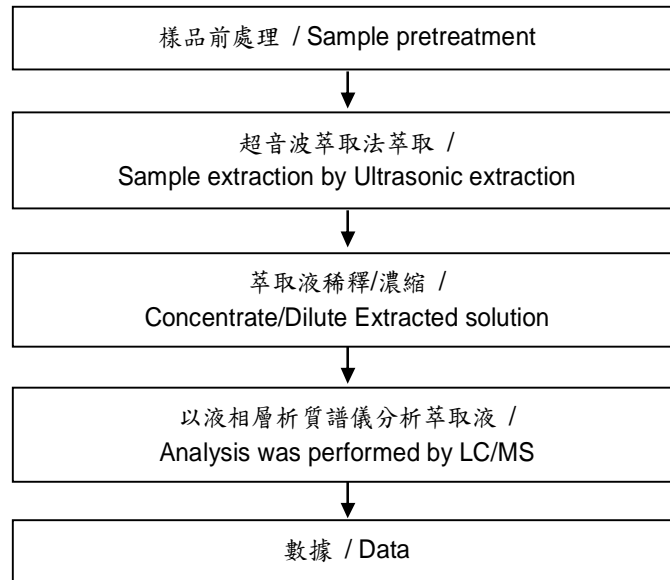 樣品前處理 / Sample pretreatment
超音波萃取法萃取 /
Sample extraction by Ultrasonic extraction
萃取液稀釋/濃縮 /
Concentrate/Dilute Extracted solution
以液相層析質譜儀分析萃取液 /
Analysis was performed by LC/MS
數據 / Data